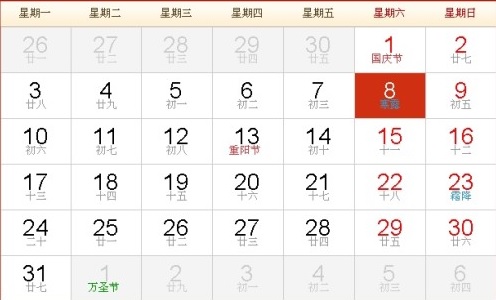 星期一 星期二 星期三 星期四 星期五 星期六 星期日
26 27 28 29 30 1 2
廿一 廿二 廿三 廿四 廿五 国庆节 廿七
3 4 5 6 7 8 9
廿八 廿九 初一 初二 初三 寒露 初五
10 11 12 13 14 15 16
初六 初七 初八 重阳节 初十 十一 十二
17 18 19 20 21 22 23
十三 十四 十五 十六 十七 十八 霜降
24 25 26 27 28 29 30
二十 廿一 廿二 廿三 廿四 廿五 廿六
31 1 2 3 4 5 6
廿七 万圣节 廿九 初一 初二 初三 初四